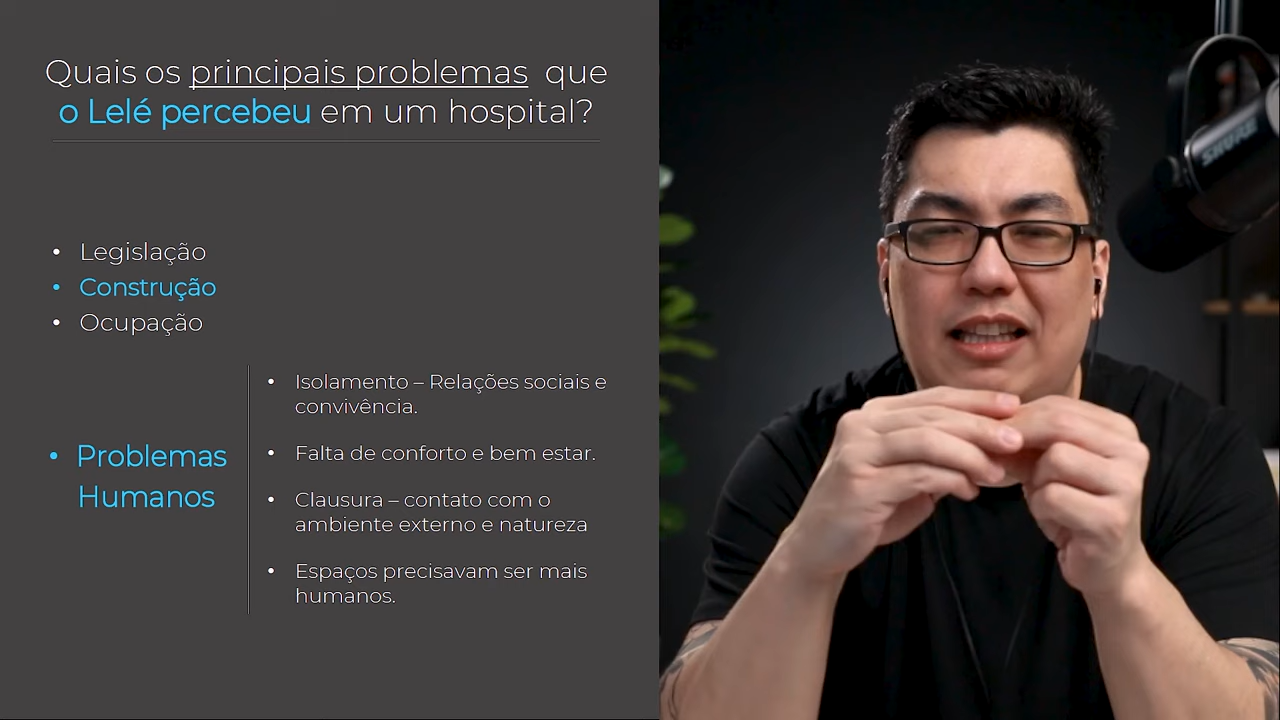 Quais os principais problemas que
o Lelé percebeu em um hospital?
• Legislação
• Construção
• Ocupação
• Problemas
Humanos
• Isolamento – Relações sociais e
convivência.
• Falta de conforto e bem estar.
• Clausura – contato com o
ambiente externo e natureza
• Espaços precisavam ser mais
humanos.
SHURE